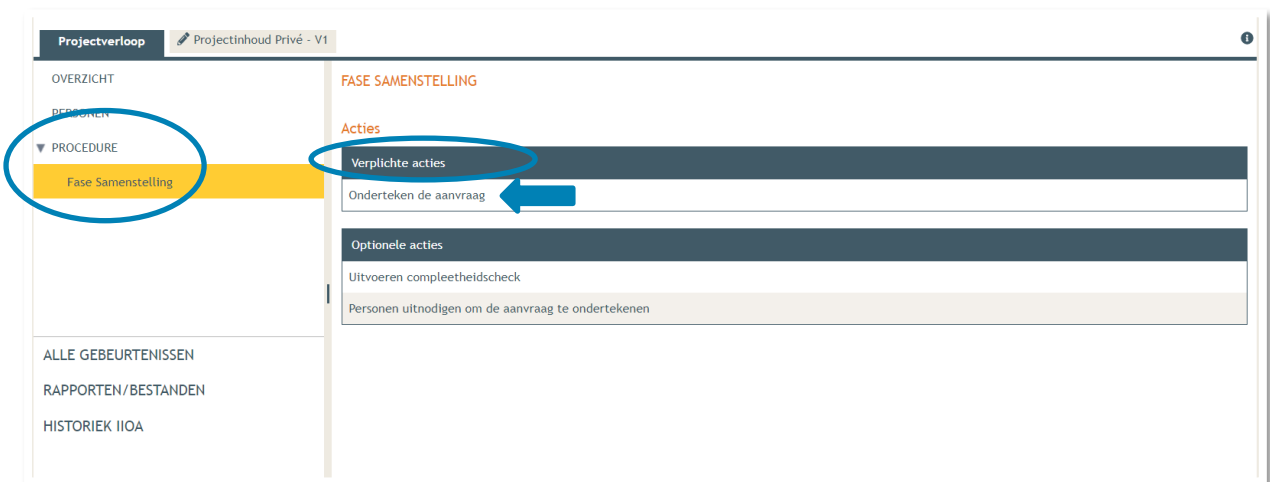 Projectverloop
Projectinhoud Privé - V1
OVERZICHT
PERSONEN
PROCEDURE
Fase Samenstelling
ALLE GEBEURTENISSEN
RAPPORTEN/BESTANDEN
HISTORIEK IIOA
FASE SAMENSTELLING
Acties
Verplichte acties
Onderteken de aanvraag
Optionele acties
Uitvoeren compleetheidscheck
Personen uitnodigen om de aanvraag te ondertekenen